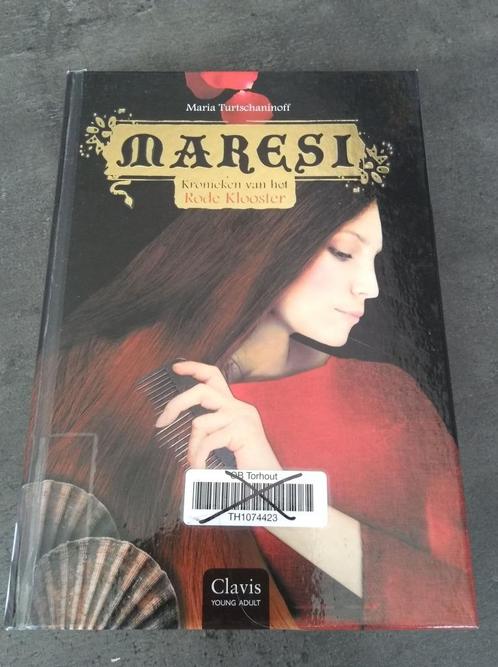 Maria Turtschaninoff
MARESI
Kronieken van het
Rode Klooster
OB Torhout
TH1074423
Clavis
YOUNG ADULT